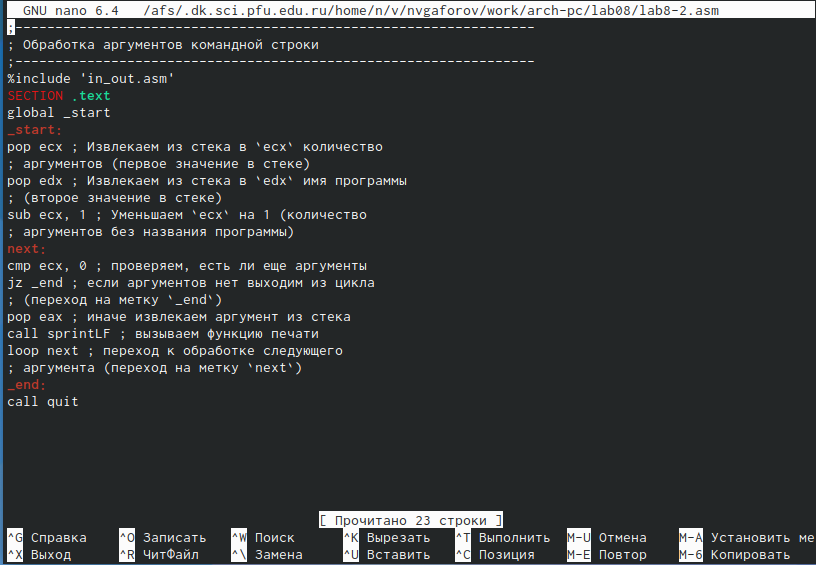 GNU nano 6.4 /afs/.dk.sci.pfu.edu.ru/home/n/v/nvgaforov/work/arch-pc/lab08/lab8-2.asm
;------------------------------------------------------------------
; Обработка аргументов командной строки
;------------------------------------------------------------------
%include 'in_out.asm'
SECTION .text
global _start
_start:
pop ecx ; Извлекаем из стека в `ecx` количество
; аргументов (первое значение в стеке)
pop edx ; Извлекаем из стека в `edx` имя программы
; (второе значение в стеке)
sub ecx, 1 ; Уменьшаем `ecx` на 1 (количество
; аргументов без названия программы)
next:
cmp ecx, 0 ; проверяем, есть ли еще аргументы
jz _end ; если аргументов нет выходим из цикла
; (переход на метку `_end`)
pop eax ; иначе извлекаем аргумент из стека
call sprintLF ; вызываем функцию печати
loop next ; переход к обработке следующего
; аргумента (переход на метку `next`)
_end:
call quit
[ Прочитано 23 строки ]
^G Справка ^O Записать ^W Поиск ^K Вырезать ^T Выполнить M-U Отмена M-A Установить ме
^X Выход ^R ЧитФайл ^\ Замена ^U Вставить ^C Позиция M-E Повтор M-6 Копировать